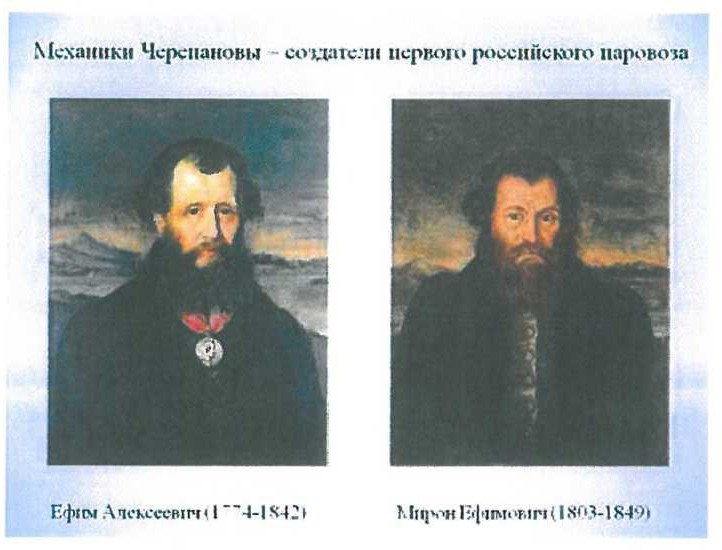 Механики Черепановы – создатели первого российского паровоза
Ефим Алексеевич (1774-1842)
Мирон Ефимович (1803-1849)